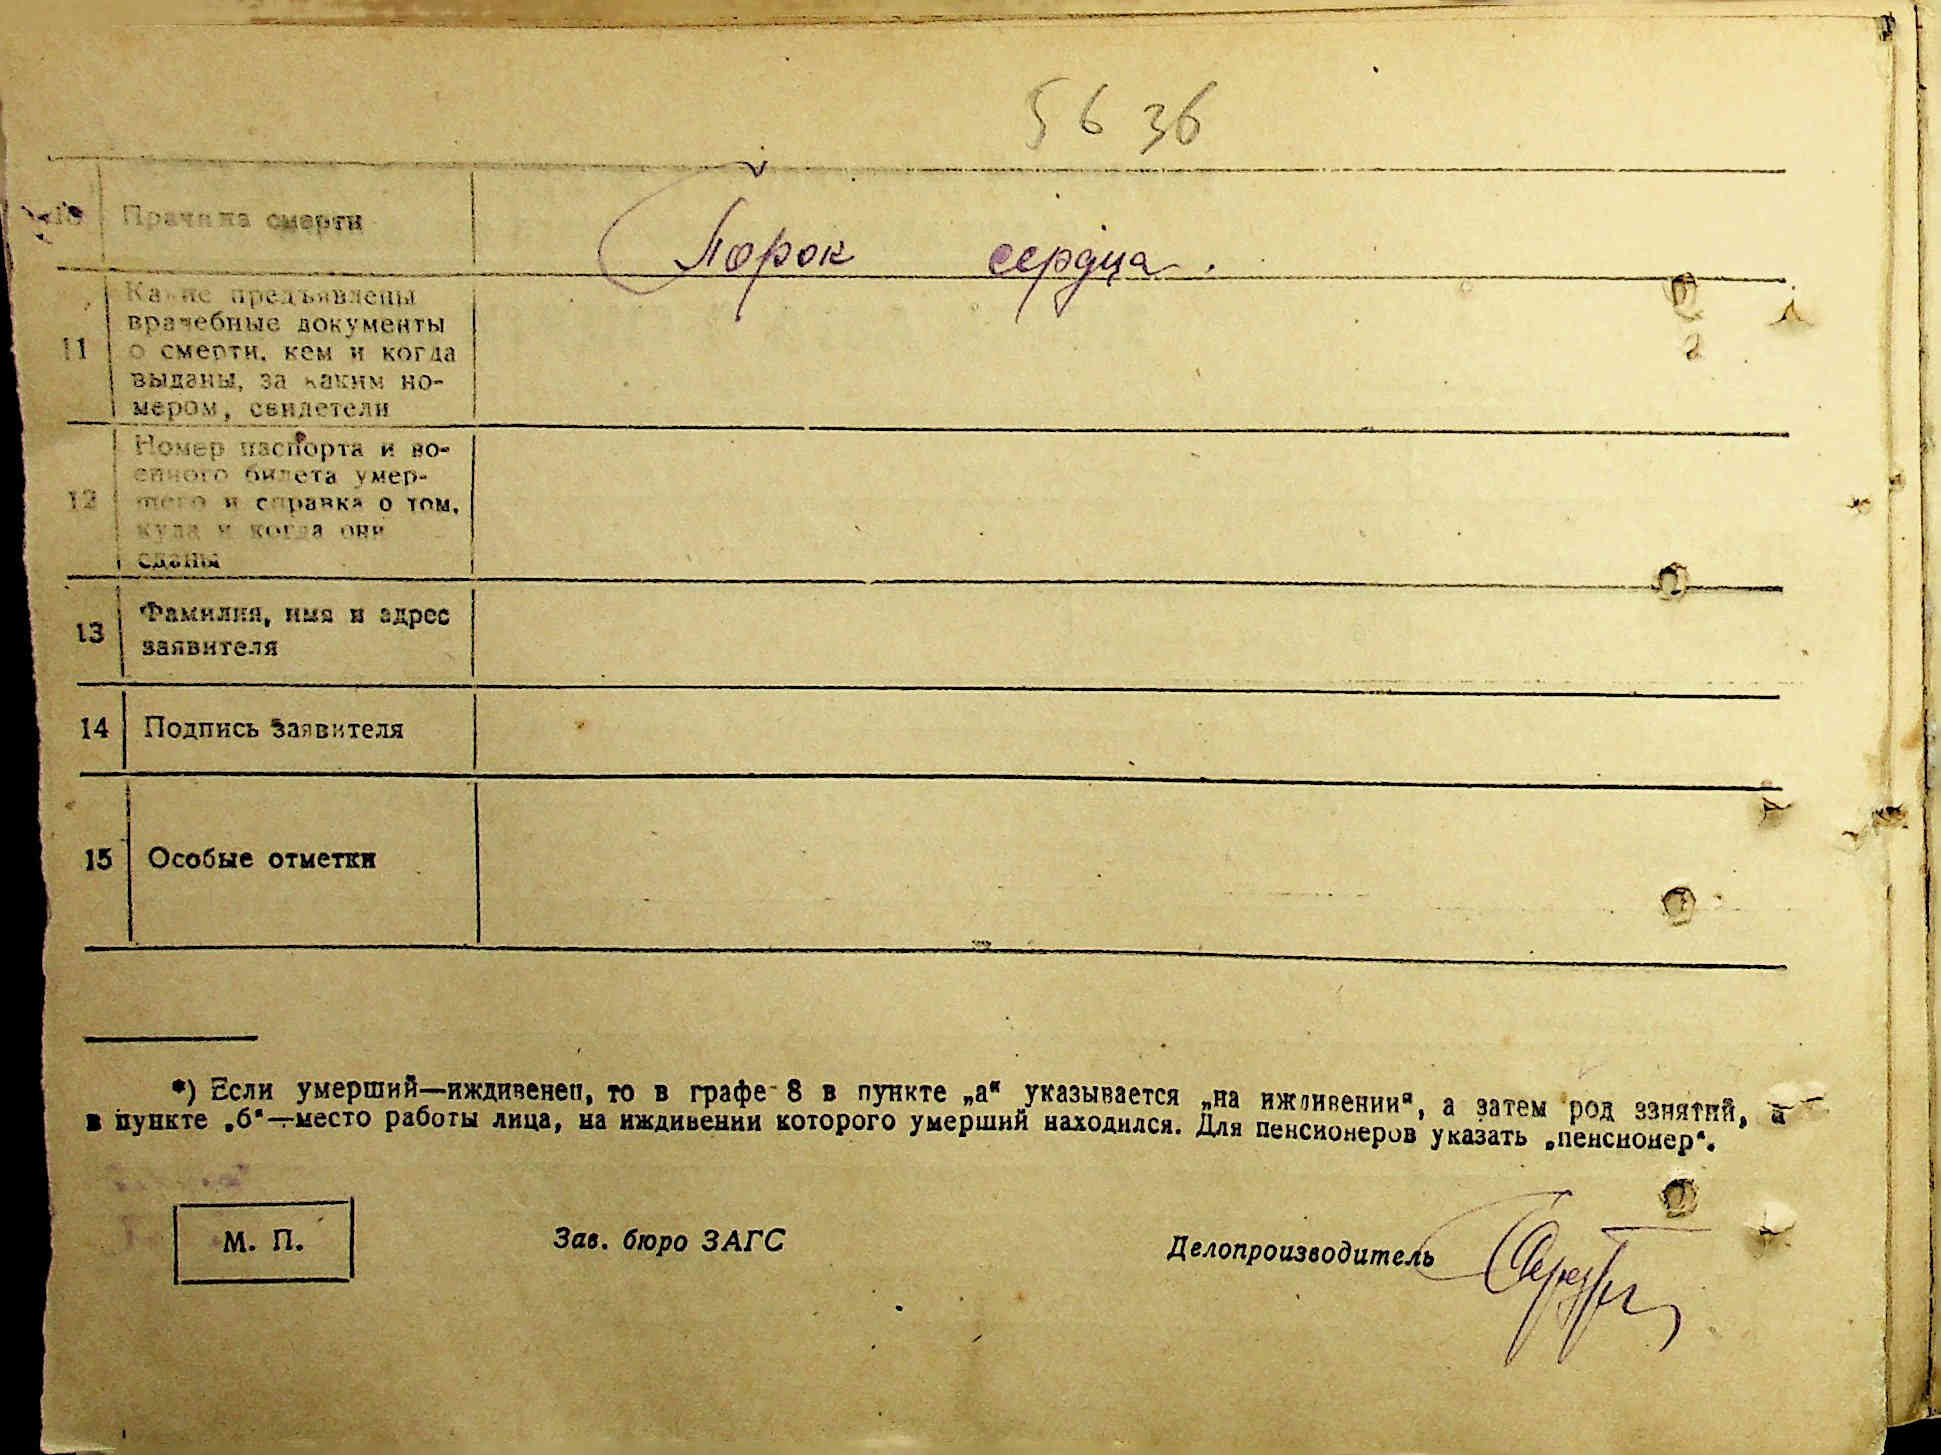 56 36
10 Причина смерти Порок сердца.
Какие предъявлены
врачебные документы
11 о смерти, кем и когда
выданы, за каким но-
мером, свидетели
Номер паспорта и во-
енного билета умер-
12 шего и справка о том,
куда и когда они
сданы
13 Фамилия, имя и адрес
заявителя
14 Подпись заявителя
15 Особые отметки
*) Если умерший—иждивенец, то в графе 8 в пункте „а“ указывается „на иждивении“, а затем род занятий, а
в пункте „б“—место работы лица, на иждивении которого умерший находился. Для пенсионеров указать „пенсионер“.
М. П. Зав. бюро ЗАГС Делопроизводитель